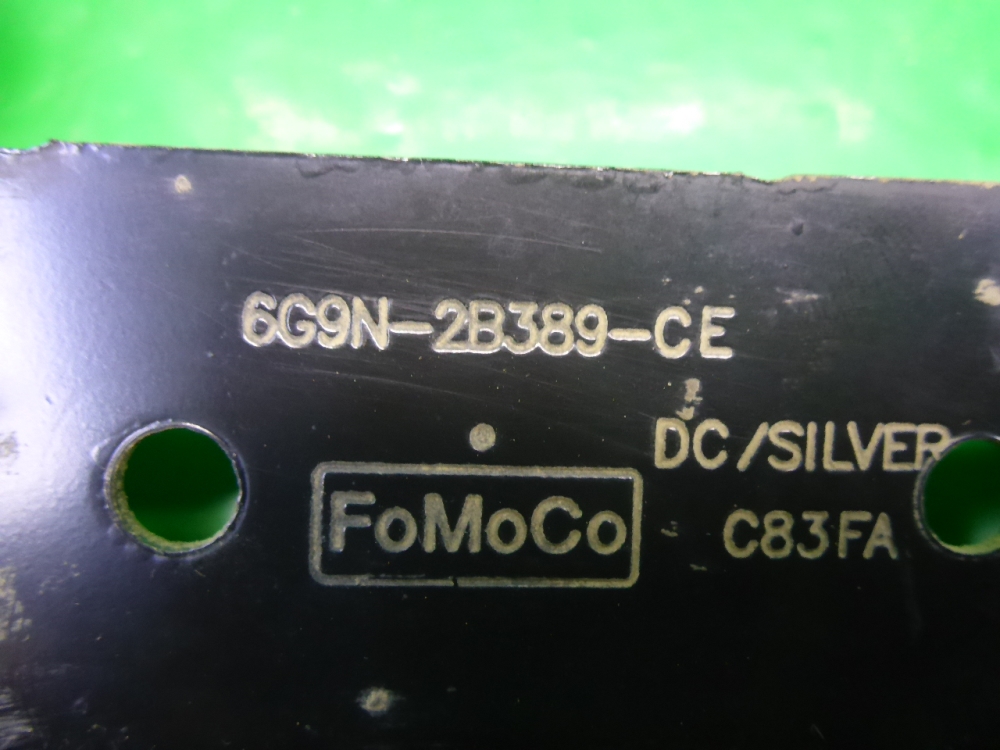 6G9N-2B389-CE
DC/SILVER
FoMoCo
C83FA